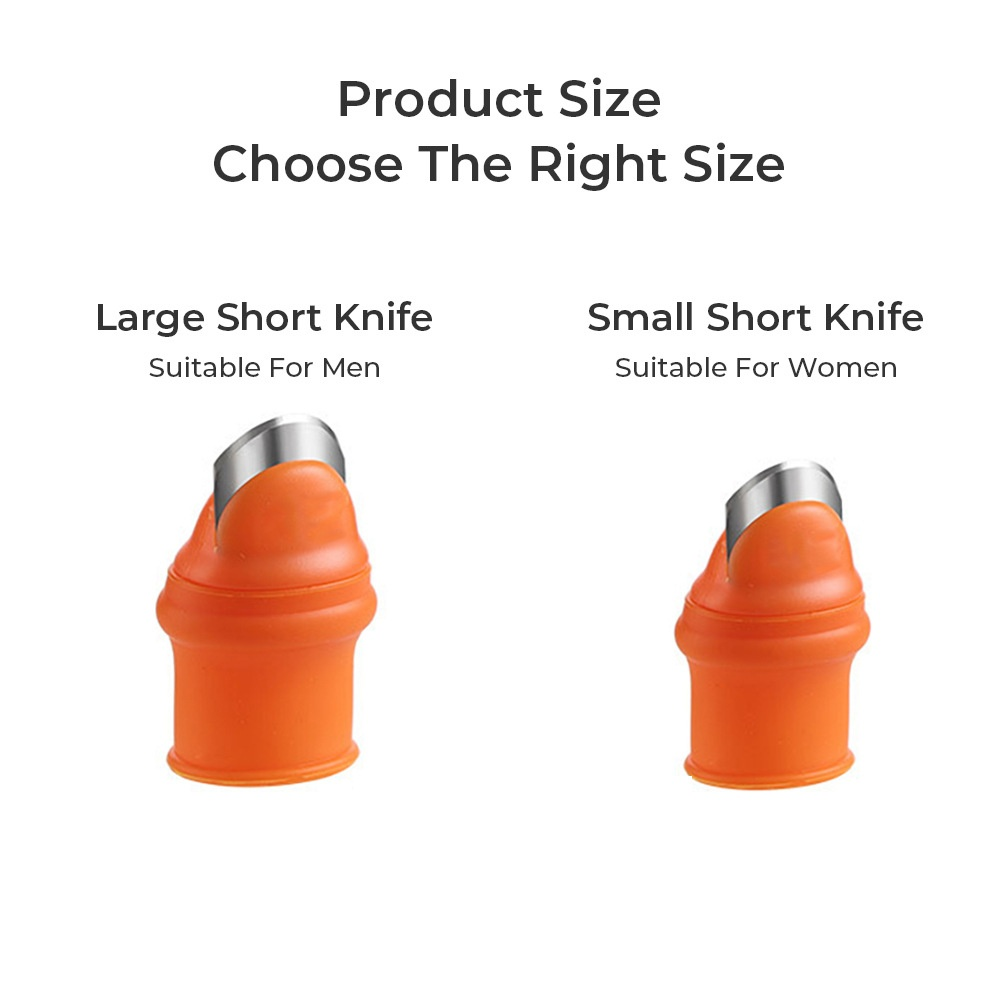 Product Size
Choose The Right Size
Large Short Knife
Suitable For Men
Small Short Knife
Suitable For Women